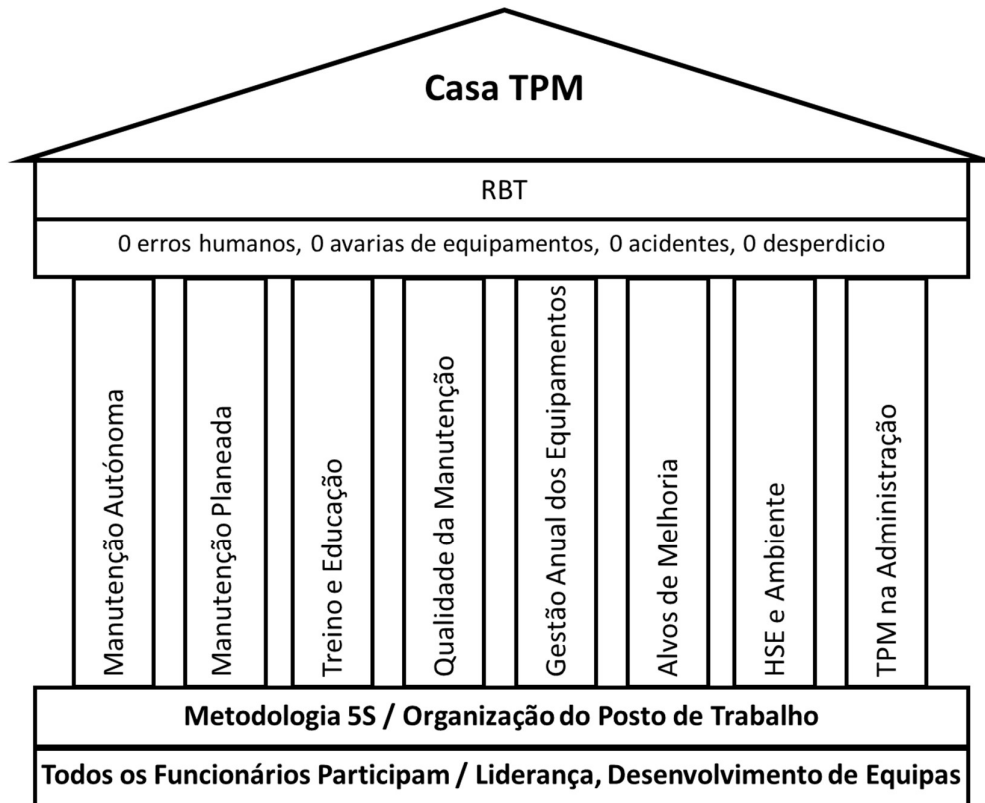 Casa TPM
RBT
0 erros humanos, 0 avarias de equipamentos, 0 acidentes, 0 desperdicio
Manutenção Autónoma
Manutenção Planeada
Treino e Educação
Qualidade da Manutenção
Gestão Anual dos Equipamentos
Alvos de Melhoria
HSE e Ambiente
TPM na Administração
Metodologia 5S / Organização do Posto de Trabalho
Todos os Funcionários Participam / Liderança, Desenvolvimento de Equipas